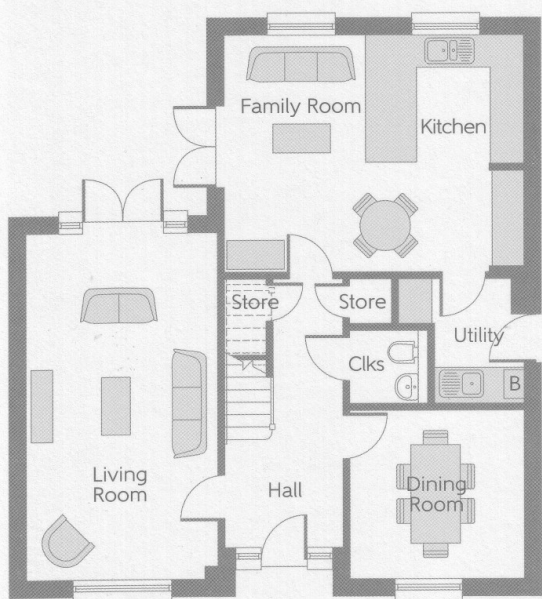 Family Room
Kitchen
Store
Store
Utility
Clks
B
Living
Room
Hall
Dining
Room